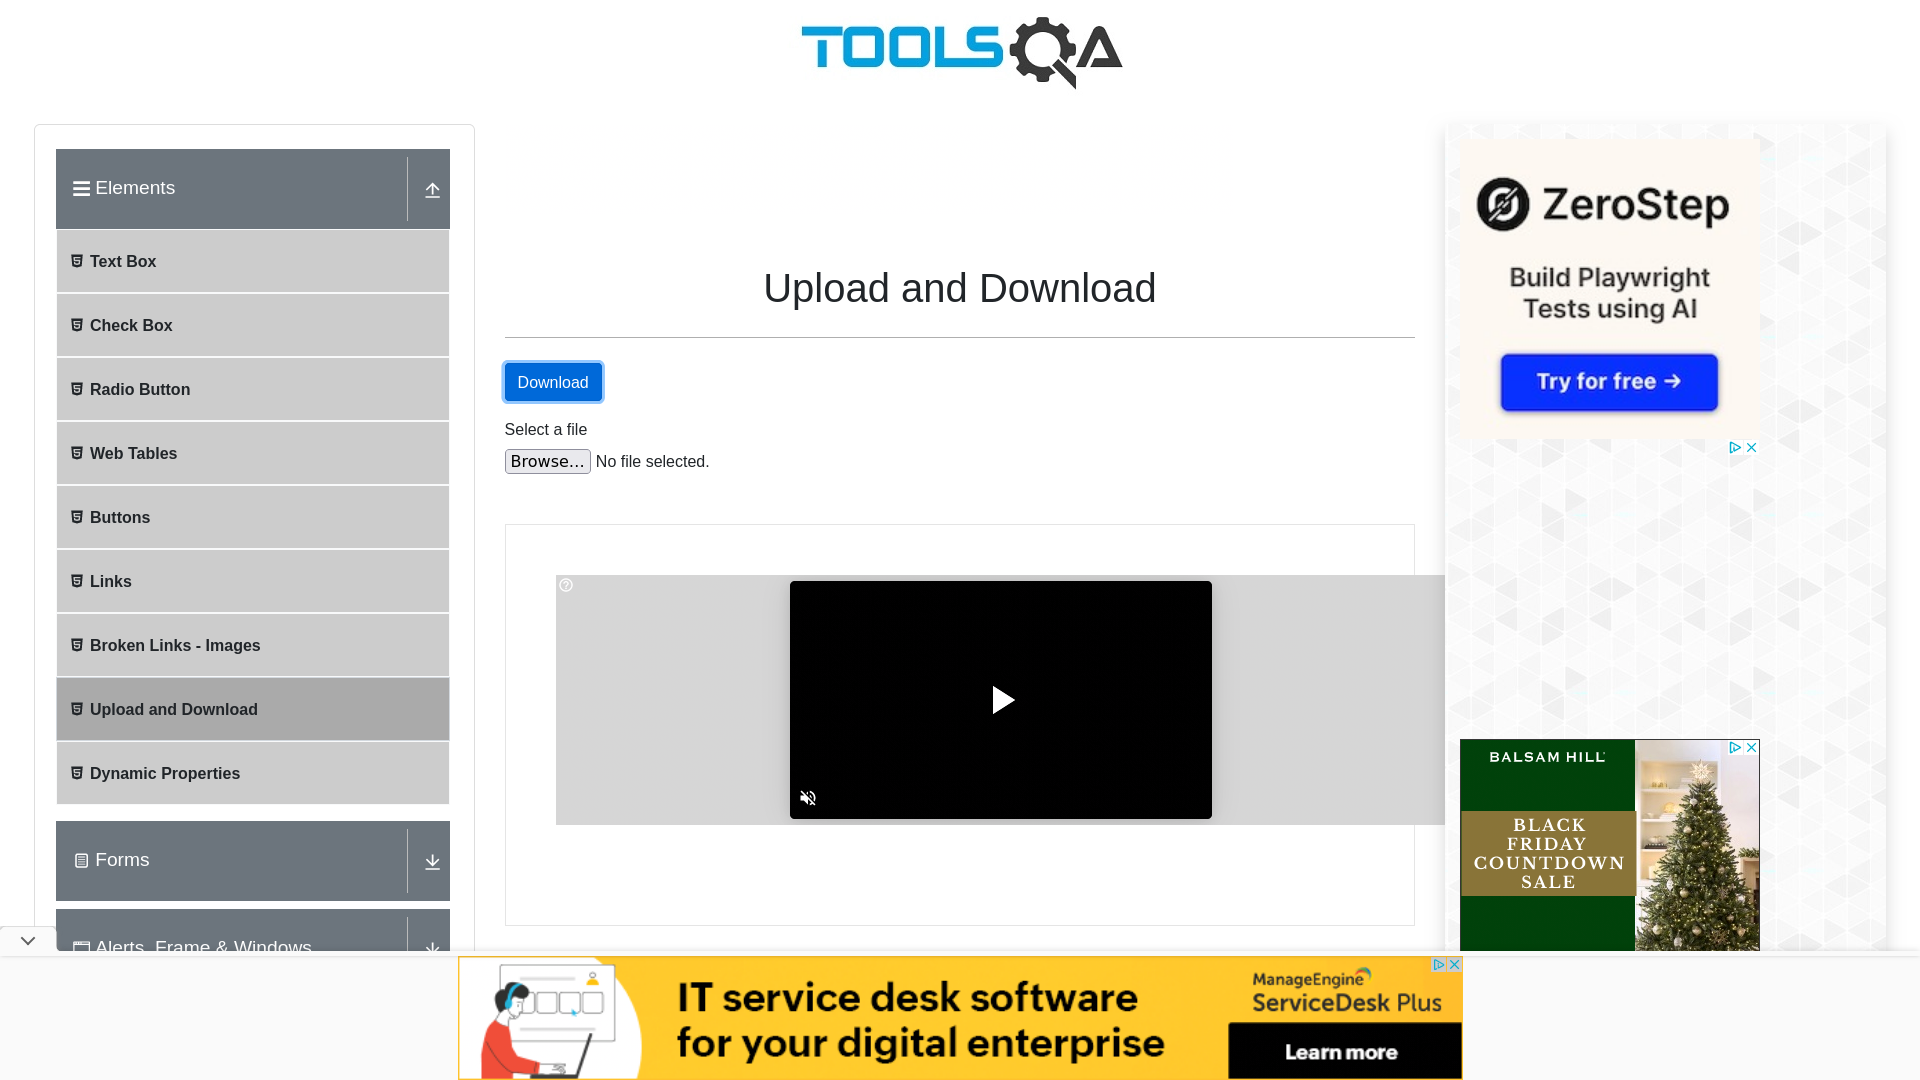 TOOLSQA
Elements
Text Box
Check Box
Radio Button
Web Tables
Buttons
Links
Broken Links - Images
Upload and Download
Dynamic Properties
Forms
Alerts, Frame & Windows
Upload and Download
Download
Select a file
Browse... No file selected.
ZeroStep
Build Playwright
Tests using AI
Try for free →
BALSAM HILL
BLACK
FRIDAY
COUNTDOWN
SALE
IT service desk software
for your digital enterprise
ManageEngine
ServiceDesk Plus
Learn more